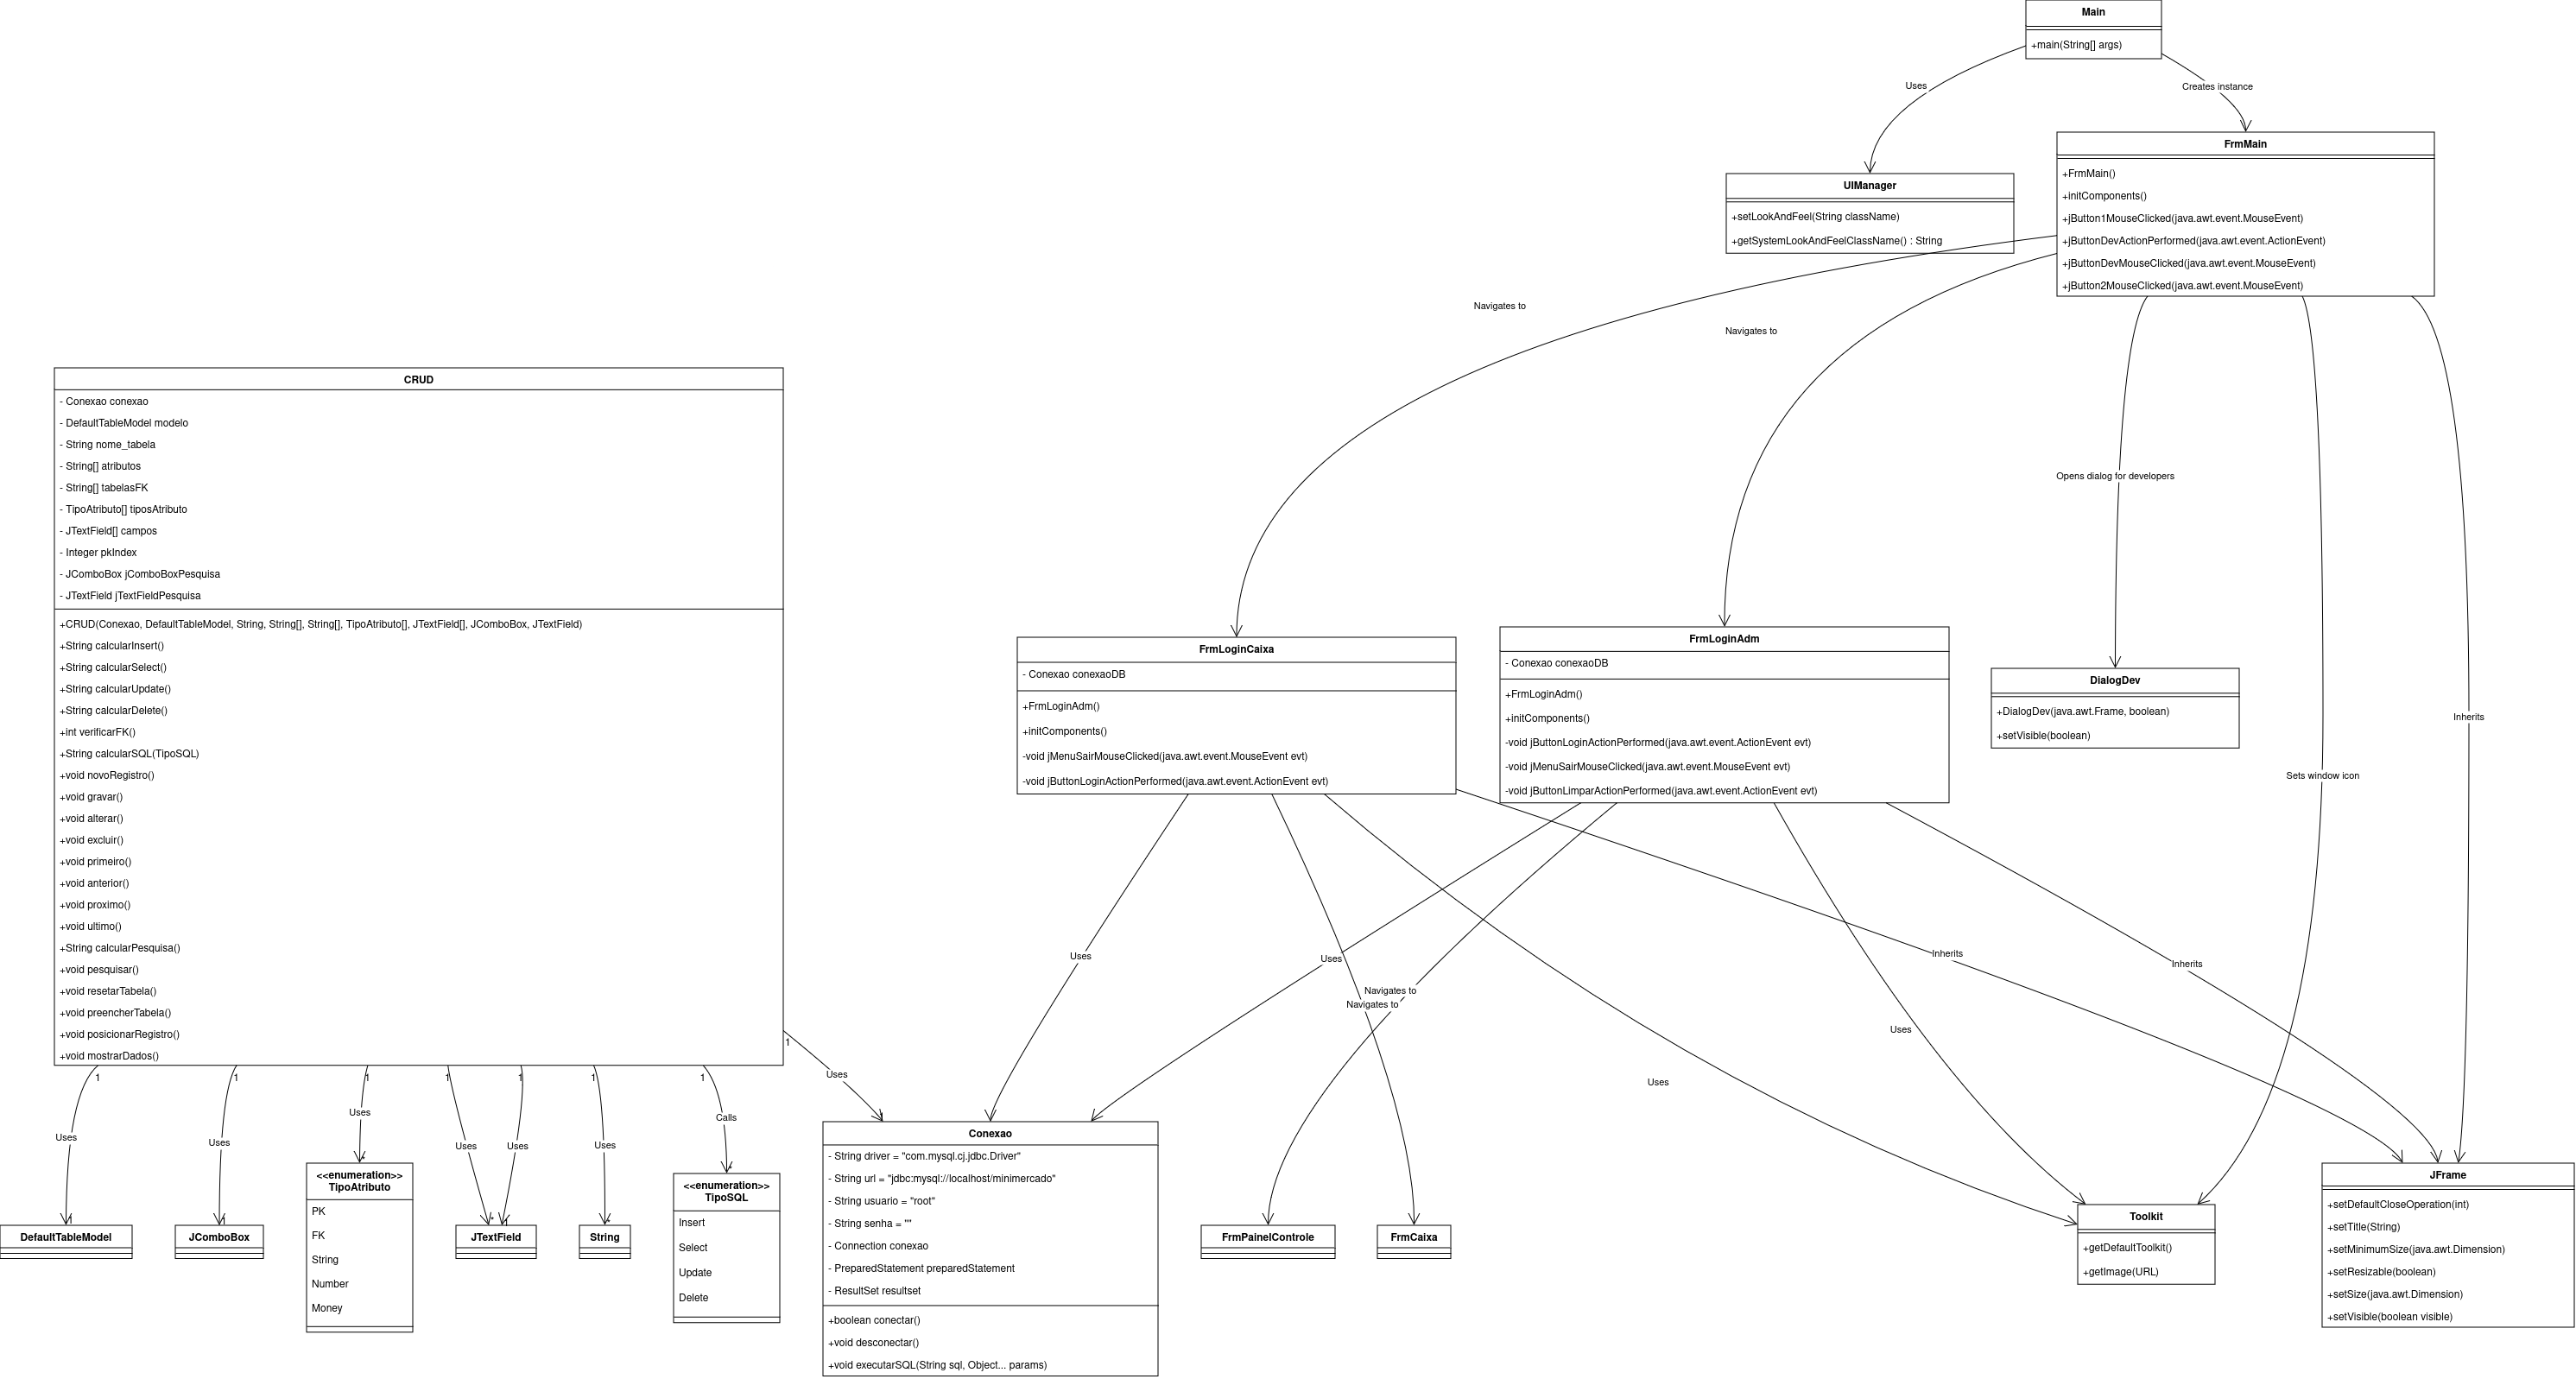 Main
+main(String[] args)
Uses
Creates instance
FrmMain
+FrmMain()
+initComponents()
+jButton1MouseClicked(java.awt.event.MouseEvent)
+jButtonDevActionPerformed(java.awt.event.ActionEvent)
+jButtonDevMouseClicked(java.awt.event.MouseEvent)
+jButton2MouseClicked(java.awt.event.MouseEvent)
UIManager
+setLookAndFeel(String className)
+getSystemLookAndFeelClassName() : String
Navigates to
Navigates to
Opens dialog for developers
Sets window icon
Inherits
CRUD
- Conexao conexao
- DefaultTableModel modelo
- String nome_tabela
- String[] atributos
- String[] tabelasFK
- TipoAtributo[] tiposAtributo
- JTextField[] campos
- Integer pkIndex
- JComboBox jComboBoxPesquisa
- JTextField jTextFieldPesquisa
+CRUD(Conexao, DefaultTableModel, String, String[], String[], TipoAtributo[], JTextField[], JComboBox, JTextField)
+String calcularInsert()
+String calcularSelect()
+String calcularUpdate()
+String calcularDelete()
+int verificarFK()
+String calcularSQL(TipoSQL)
+void novoRegistro()
+void gravar()
+void alterar()
+void excluir()
+void primeiro()
+void anterior()
+void proximo()
+void ultimo()
+String calcularPesquisa()
+void pesquisar()
+void resetarTabela()
+void preencherTabela()
+void posicionarRegistro()
+void mostrarDados()
FrmLoginCaixa
- Conexao conexaoDB
+FrmLoginAdm()
+initComponents()
-void jMenuSairMouseClicked(java.awt.event.MouseEvent evt)
-void jButtonLoginActionPerformed(java.awt.event.ActionEvent evt)
FrmLoginAdm
- Conexao conexaoDB
+FrmLoginAdm()
+initComponents()
-void jButtonLoginActionPerformed(java.awt.event.ActionEvent evt)
-void jMenuSairMouseClicked(java.awt.event.MouseEvent evt)
-void jButtonLimparActionPerformed(java.awt.event.ActionEvent evt)
DialogDev
+DialogDev(java.awt.Frame, boolean)
+setVisible(boolean)
Uses
Uses
Navigates to
Navigates to
Uses
Uses
Inherits
Inherits
1
Uses
1
1
1
1
1
1
1
1
Uses
Uses
Uses
Uses
Uses
Uses
Calls
1
1
*
*
1
*
*
DefaultTableModel
JComboBox
<<enumeration>>
TipoAtributo
PK
FK
String
Number
Money
JTextField
String
<<enumeration>>
TipoSQL
Insert
Select
Update
Delete
Conexao
- String driver = "com.mysql.cj.jdbc.Driver"
- String url = "jdbc:mysql://localhost/minimercado"
- String usuario = "root"
- String senha = ""
- Connection conexao
- PreparedStatement preparedStatement
- ResultSet resultset
+boolean conectar()
+void desconectar()
+void executarSQL(String sql, Object... params)
FrmPainelControle
FrmCaixa
Toolkit
+getDefaultToolkit()
+getImage(URL)
JFrame
+setDefaultCloseOperation(int)
+setTitle(String)
+setMinimumSize(java.awt.Dimension)
+setResizable(boolean)
+setSize(java.awt.Dimension)
+setVisible(boolean visible)